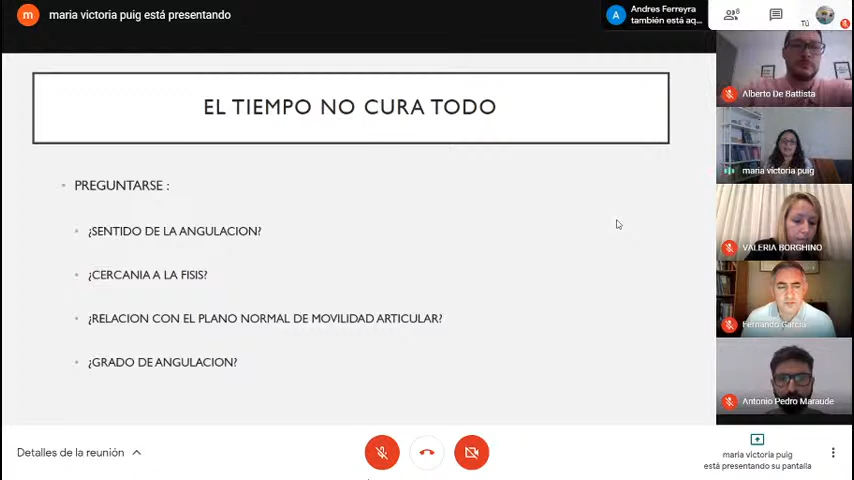 m
maria victoria puig está presentando
A
Andres Ferreyra
también está aq...
8
Tú
EL TIEMPO NO CURA TODO
PREGUNTARSE :
¿SENTIDO DE LA ANGULACION?
¿CERCANIA A LA FISIS?
¿RELACION CON EL PLANO NORMAL DE MOVILIDAD ARTICULAR?
¿GRADO DE ANGULACION?
Alberto De Battista
maria victoria puig
VALERIA BORGHINO
Fernando Garcia
Antonio Pedro Maraude
Detalles de la reunión
maria victoria puig
está presentando su pantalla